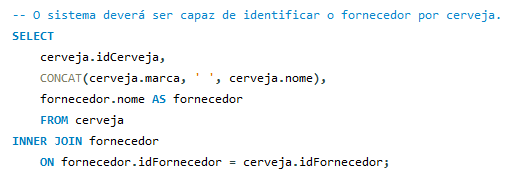 -- O sistema deverá ser capaz de identificar o fornecedor por cerveja.
SELECT
    cerveja.idCerveja,
    CONCAT(cerveja.marca, ' ', cerveja.nome),
    fornecedor.nome AS fornecedor
    FROM cerveja
INNER JOIN fornecedor
    ON fornecedor.idFornecedor = cerveja.idFornecedor;